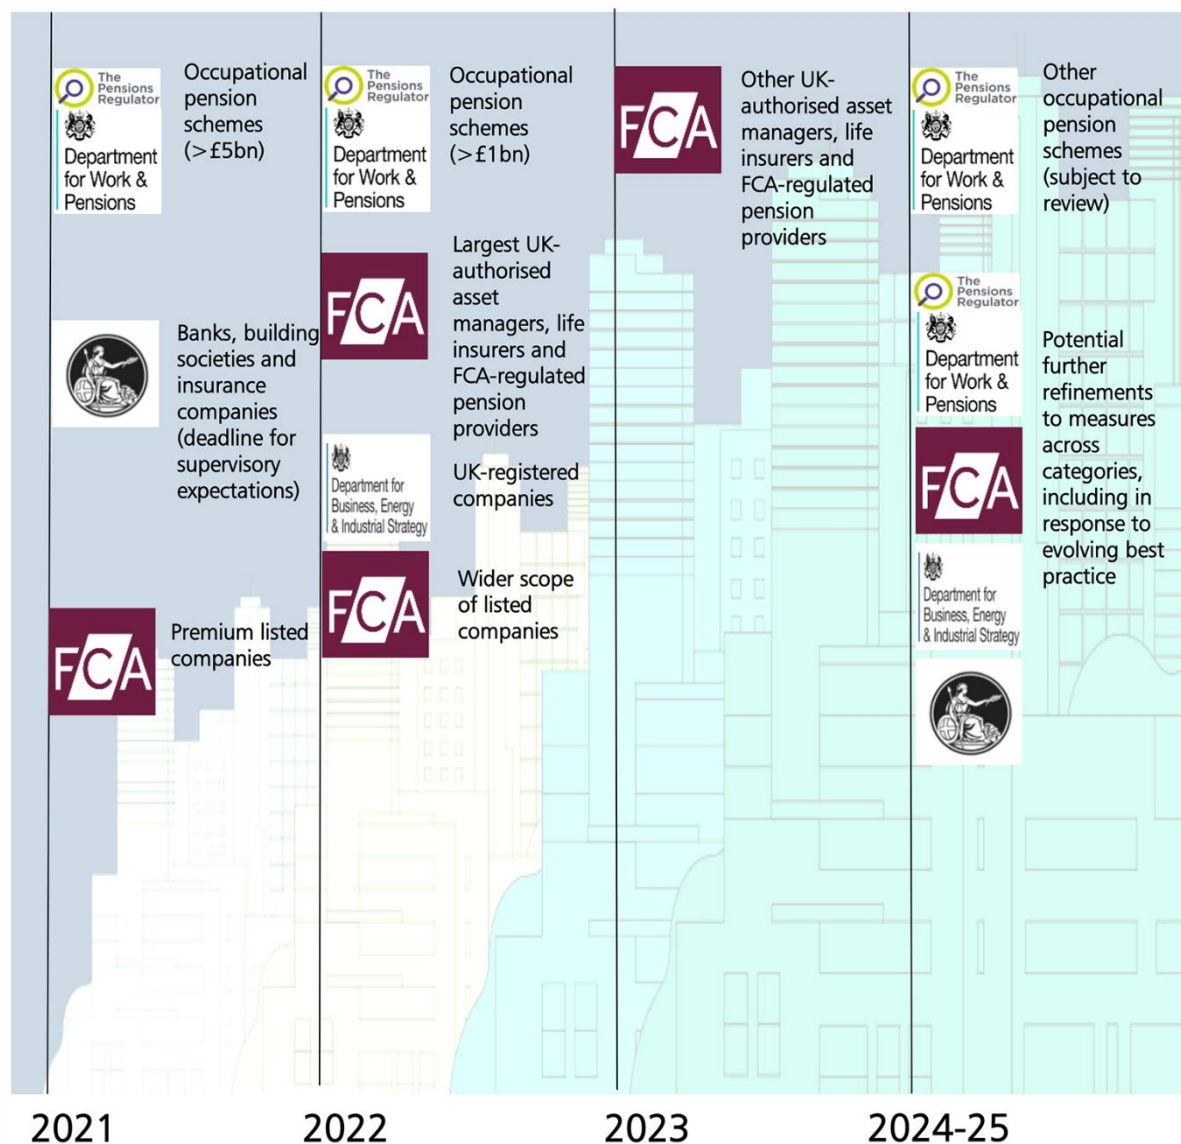 The
Pensions
Regulator
Department
for Work &
Pensions
Occupational
pension
schemes
(>£5bn)
Banks, building
societies and
insurance
companies
(deadline for
supervisory
expectations)
FCA
Premium listed
companies
The
Pensions
Regulator
Department
for Work &
Pensions
Occupational
pension
schemes
(>£1bn)
FCA
Largest UK-
authorised
asset
managers, life
insurers and
FCA-regulated
pension
providers
Department for
Business, Energy
& Industrial Strategy
UK-registered
companies
FCA
Wider scope
of listed
companies
FCA
Other UK-
authorised asset
managers, life
insurers and
FCA-regulated
pension
providers
The
Pensions
Regulator
Department
for Work &
Pensions
Other
occupational
pension
schemes
(subject to
review)
The
Pensions
Regulator
Department
for Work &
Pensions
FCA
Department for
Business, Energy
& Industrial Strategy
Potential
further
refinements
to measures
across
categories,
including in
response to
evolving best
practice
2021
2022
2023
2024-25